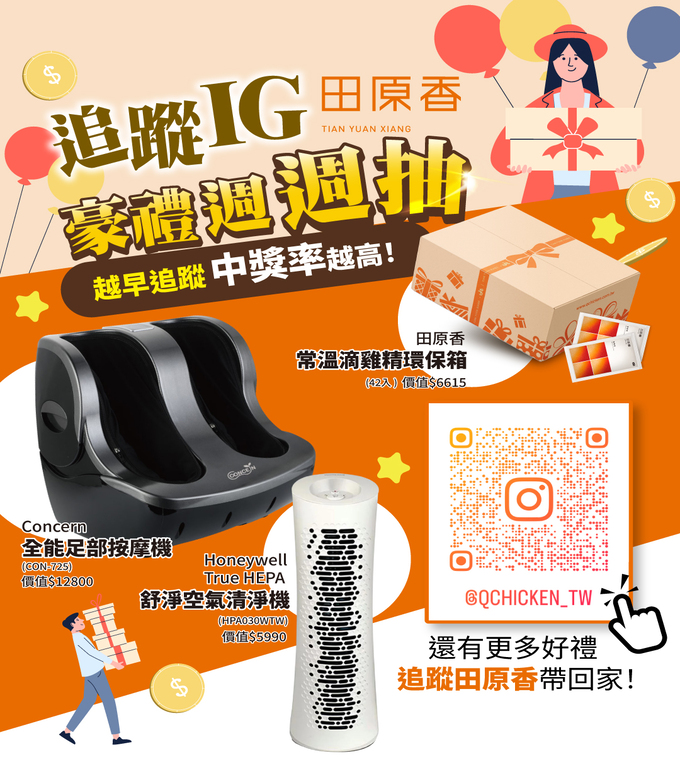 追蹤IG
田原香
TIAN YUAN XIANG
豪禮週週抽
越早追蹤 中獎率越高!
田原香
常溫滴雞精環保箱
(42入) 價值$6615
CONCERN
Concern
全能足部按摩機
(CON-725)
價值$12800
Honeywell
True HEPA
舒淨空氣清淨機
(HPA030WTW)
價值$5990
@QCHICKEN_TW
還有更多好禮
追蹤田原香帶回家!